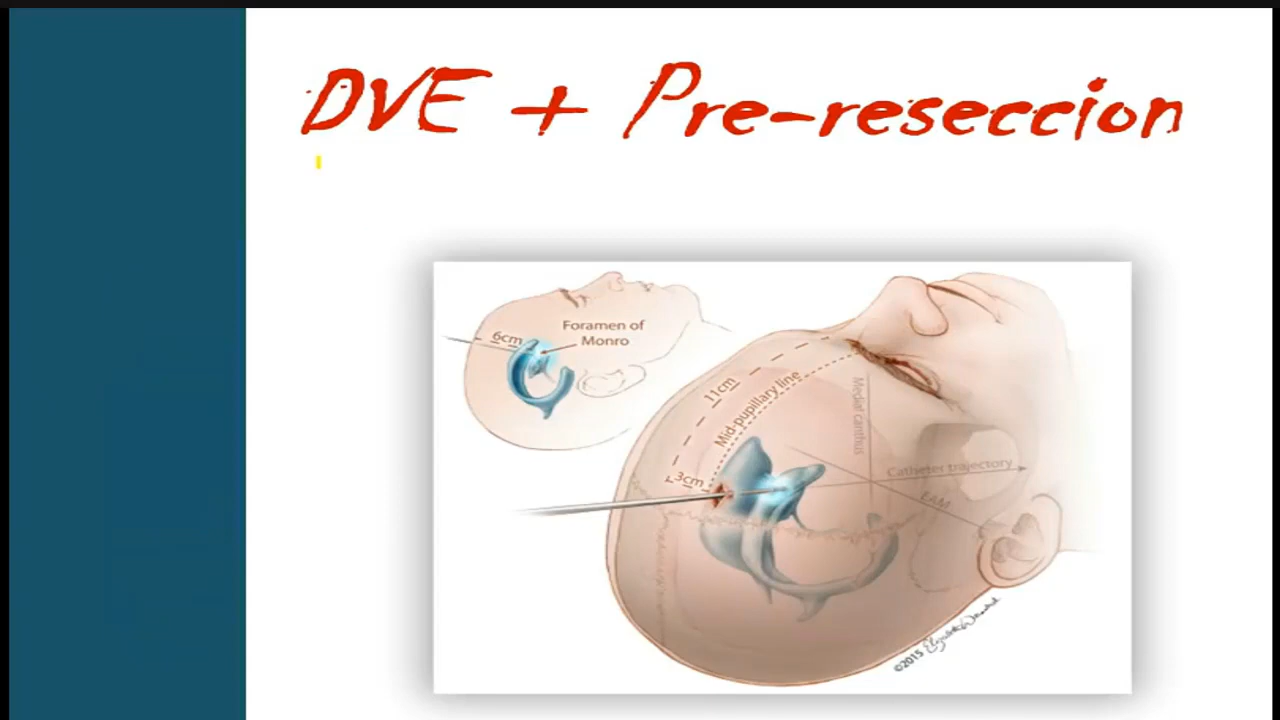 DVE + Pre-reseccion
Foramen of
Monro
6cm
11cm
Mid-pupillary line
Medial canthus
3cm
Catheter trajectory
EAM
©2015